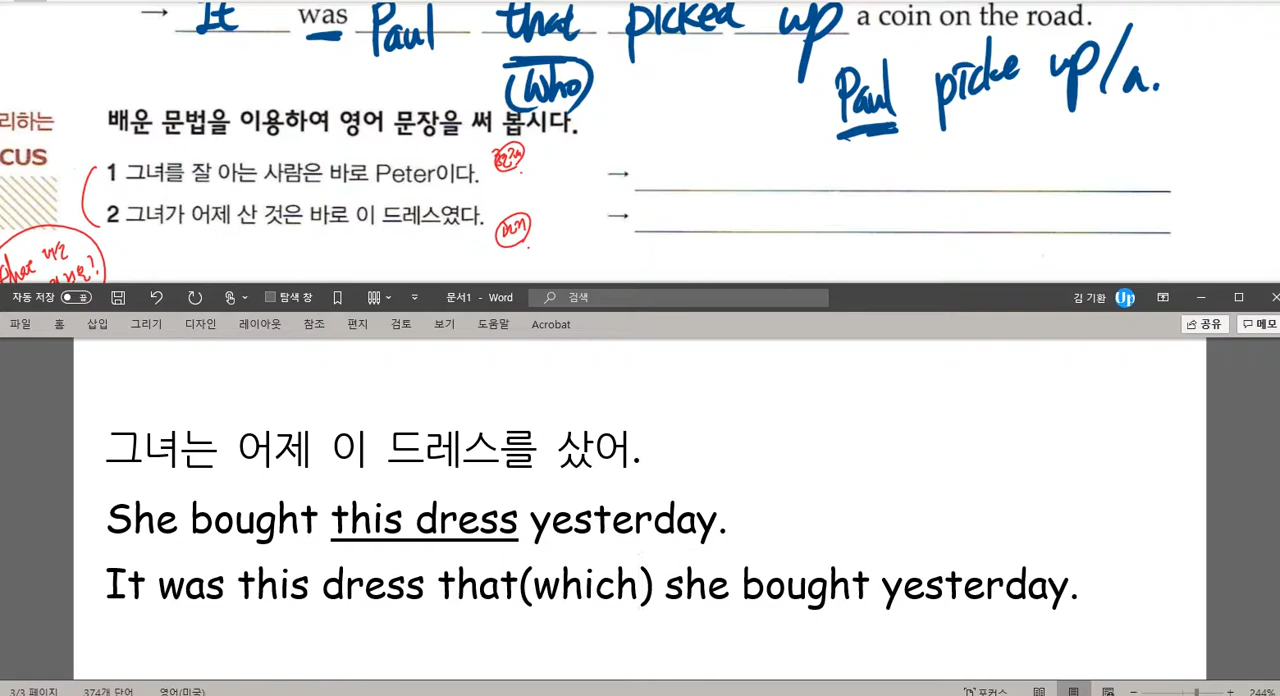 → It was Paul that picked up a coin on the road.
(who)
Paul picke up/a.
리하는
배운 문법을 이용하여 영어 문장을 써 봅시다.
CUS
1 그녀를 잘 아는 사람은 바로 Peter이다. →
2 그녀가 어제 산 것은 바로 이 드레스였다. →
that
자동 저장 끔 탐색 창 문서1 - Word 검색 김 기환 Up
파일 홈 삽입 그리기 디자인 레이아웃 참조 편지 검토 보기 도움말 Acrobat 공유 메모
그녀는 어제 이 드레스를 샀어.
She bought this dress yesterday.
It was this dress that(which) she bought yesterday.
3/3 페이지 374개 단어 영어(미국) 포커스 244%